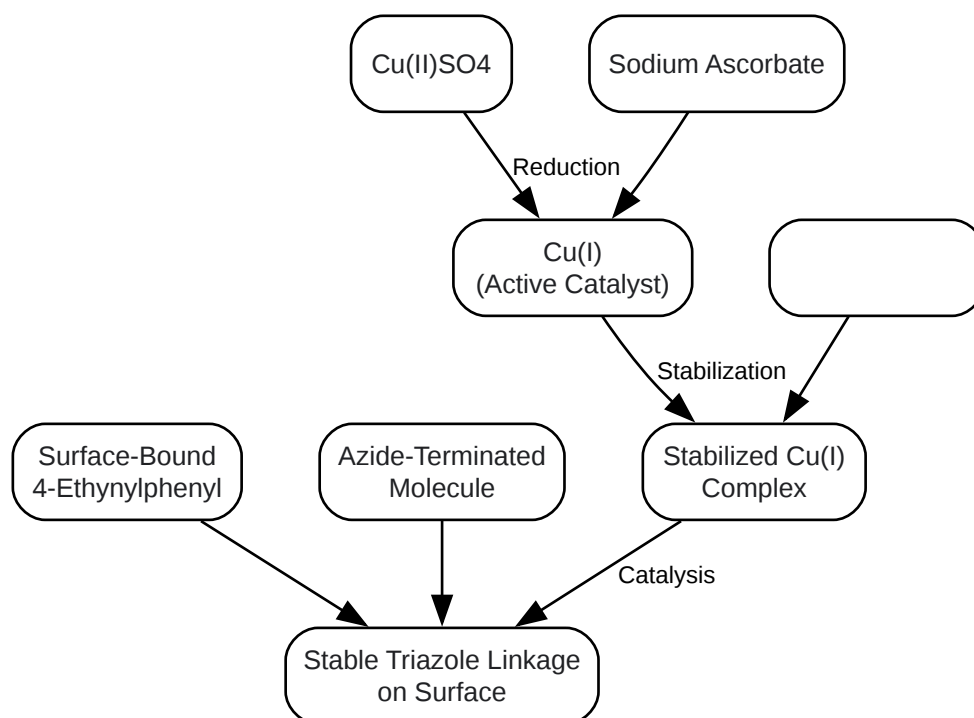 Cu(II)SO4
Sodium Ascorbate
Reduction
Cu(I)
(Active Catalyst)
Stabilization
Surface-Bound
4-Ethynylphenyl
Azide-Terminated
Molecule
Stabilized Cu(I)
Complex
Catalysis
Stable Triazole Linkage
on Surface